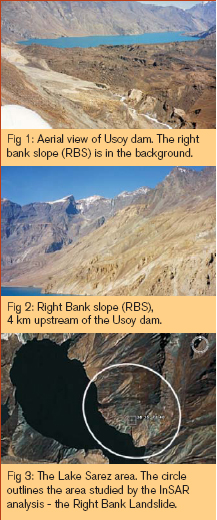 Fig 1: Aerial view of Usoy dam. The right
bank slope (RBS) is in the background.
Fig 2: Right Bank slope (RBS),
4 km upstream of the Usoy dam.
Fig 3: The Lake Sarez area. The circle
outlines the area studied by the InSAR
analysis - the Right Bank Landslide.